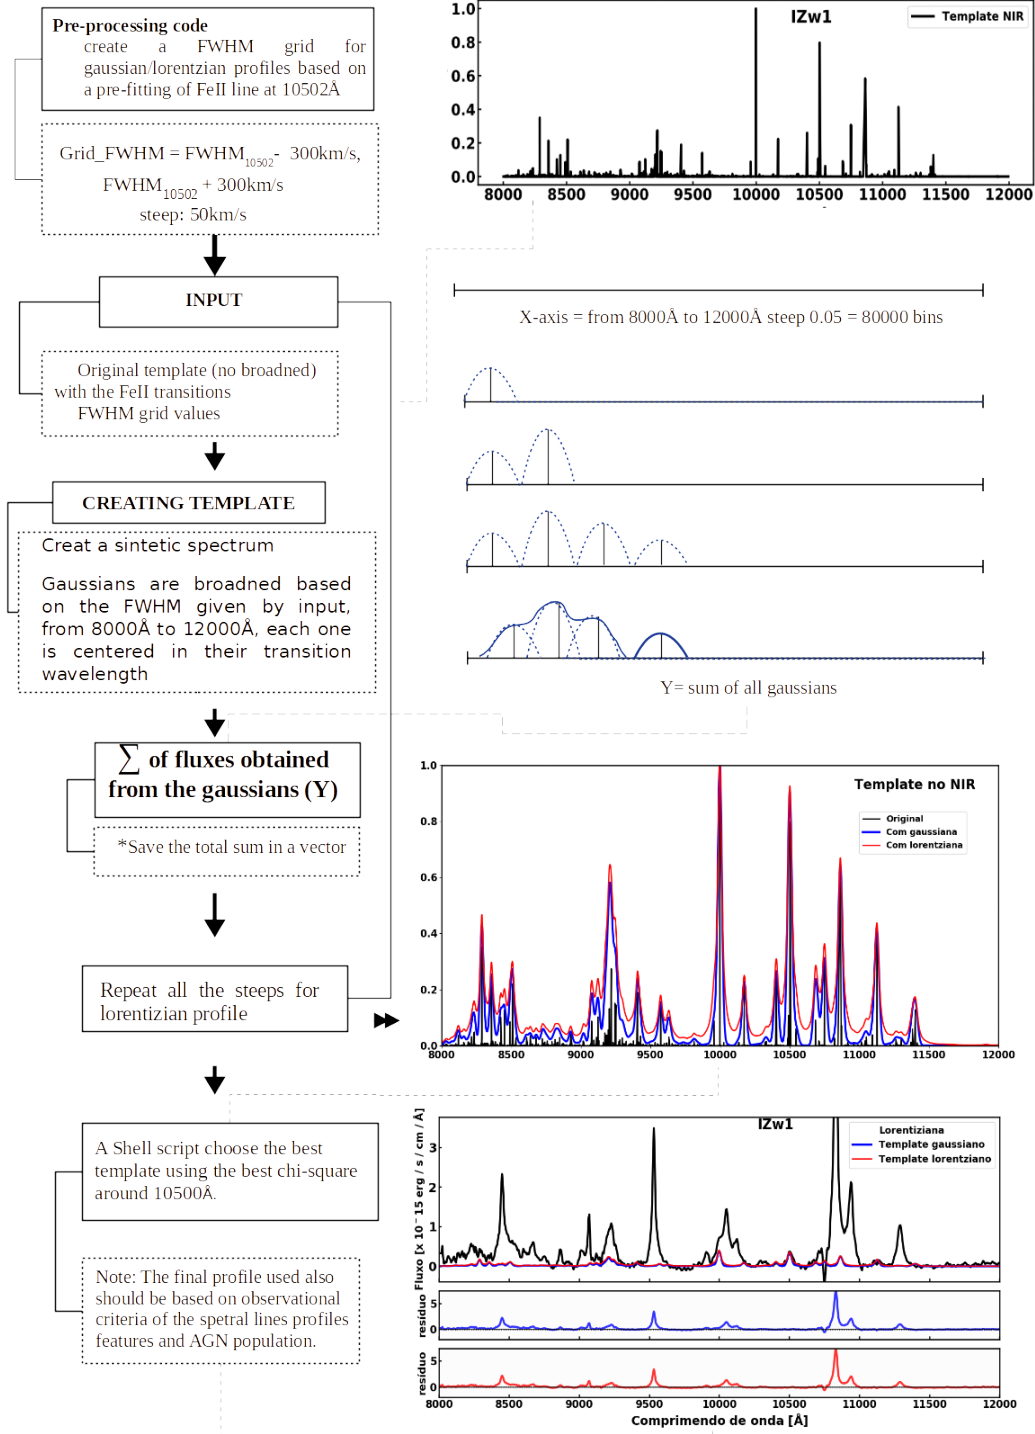 Pre-processing code
create a FWHM grid for
gaussian/lorentzian profiles based on
a pre-fitting of FeII line at 10502Å
Grid_FWHM = FWHM10502- 300km/s,
FWHM10502 + 300km/s
steep: 50km/s
INPUT
Original template (no broadned)
with the FeII transitions
FWHM grid values
CREATING TEMPLATE
Creat a sintetic spectrum
Gaussians are broadned based
on the FWHM given by input,
from 8000Å to 12000Å, each one
is centered in their transition
wavelength
∑ of fluxes obtained
from the gaussians (Y)
*Save the total sum in a vector
Repeat all the steeps for
lorentzian profile
A Shell script choose the best
template using the best chi-square
around 10500Å.
Note: The final profile used also
should be based on observational
criteria of the spetral lines profiles
features and AGN population.
IZw1
Template NIR
1.0
0.8
0.6
0.4
0.2
0.0
8000 8500 9000 9500 10000 10500 11000 11500 12000
X-axis = from 8000Å to 12000Å steep 0.05 = 80000 bins
Y= sum of all gaussians
Template no NIR
Original
Com gaussiana
Com lorentziana
1.0
0.8
0.6
0.4
0.2
0.0
8000 8500 9000 9500 10000 10500 11000 11500 12000
IZw1
Lorentiziana
Template gaussiano
Template lorentziano
Fluxo [x 10⁻15 erg / s / cm / Å]
3
2
1
0
resíduo
5
0
resíduo
5
0
8000 8500 9000 9500 10000 10500 11000 11500 12000
Comprimendo de onda [Å]